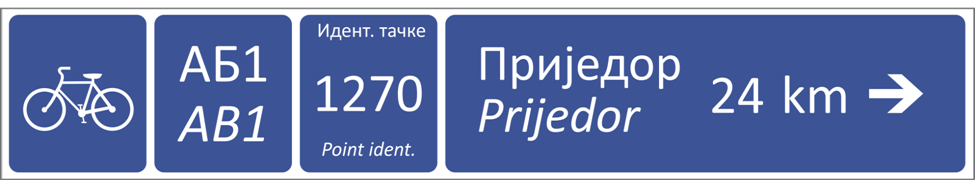 АБ1
AB1
Идент. тачке
1270
Point ident.
Приједор
Prijedor
24 km